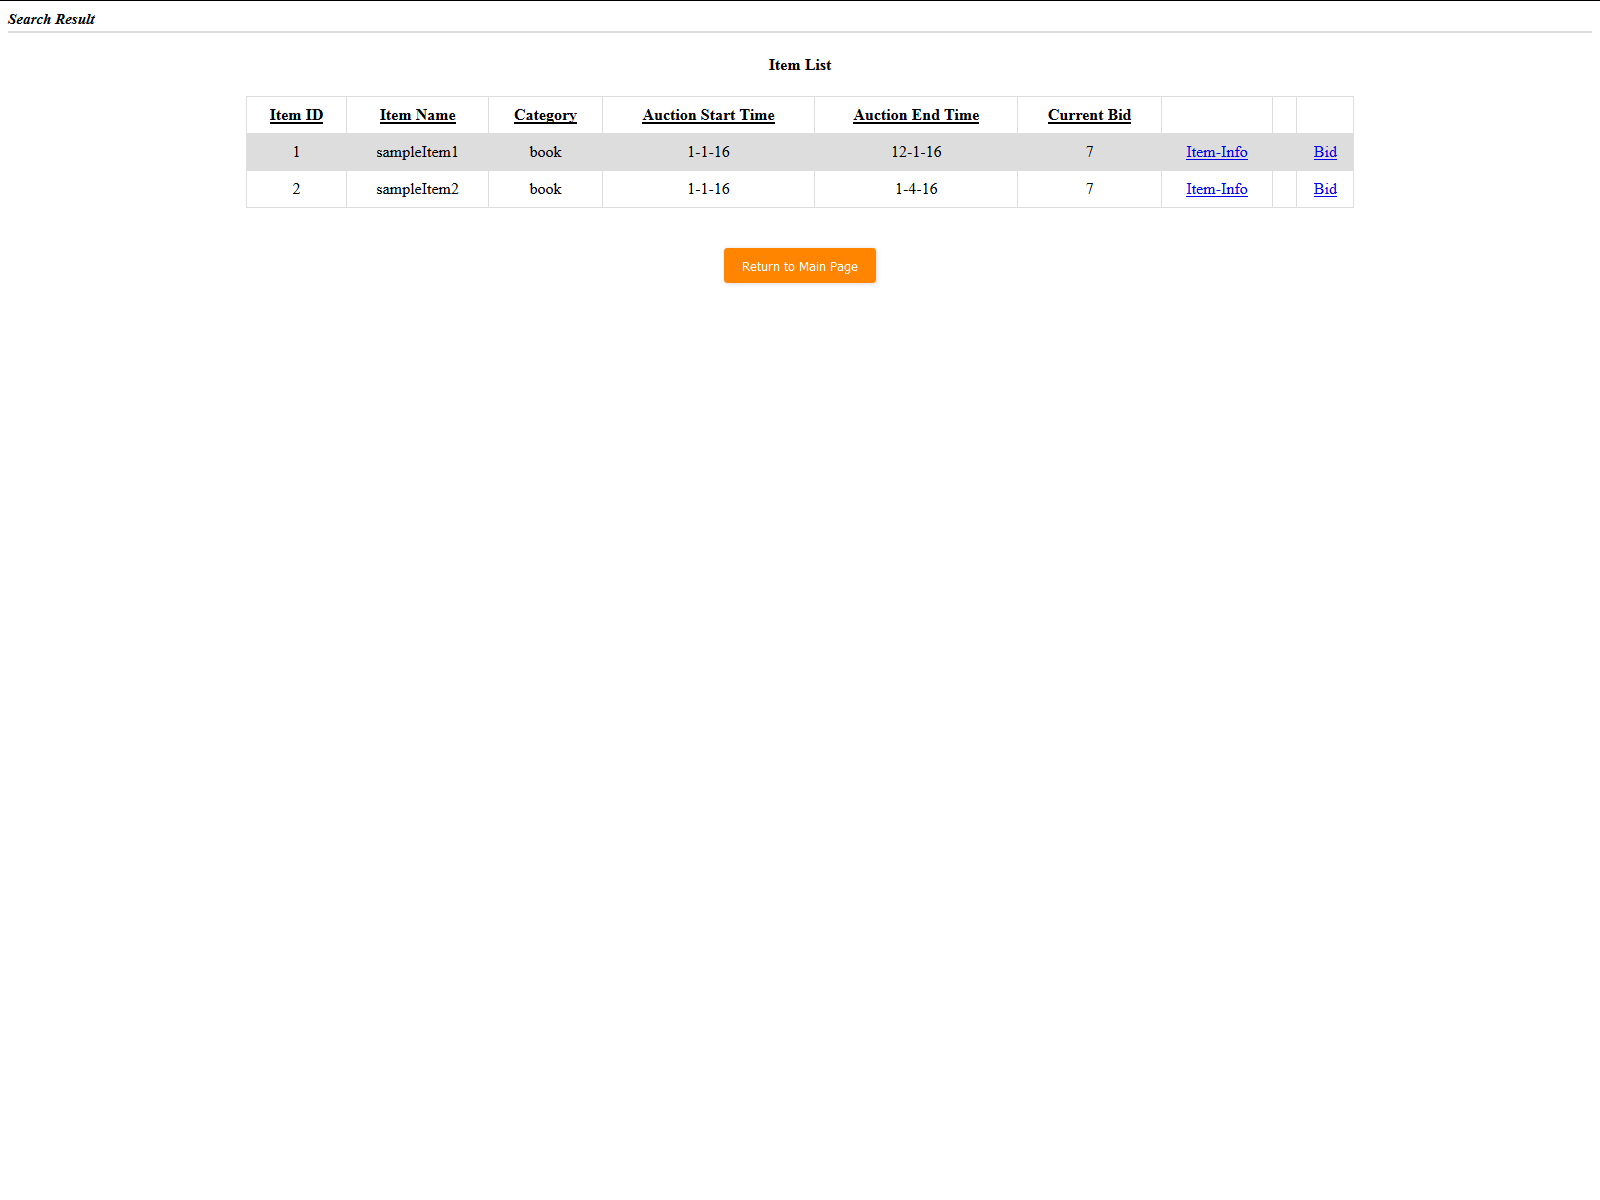 Search Result
Item List
Item ID Item Name Category Auction Start Time Auction End Time Current Bid
1 sampleItem1 book 1-1-16 12-1-16 7 Item-Info Bid
2 sampleItem2 book 1-1-16 1-4-16 7 Item-Info Bid
Return to Main Page